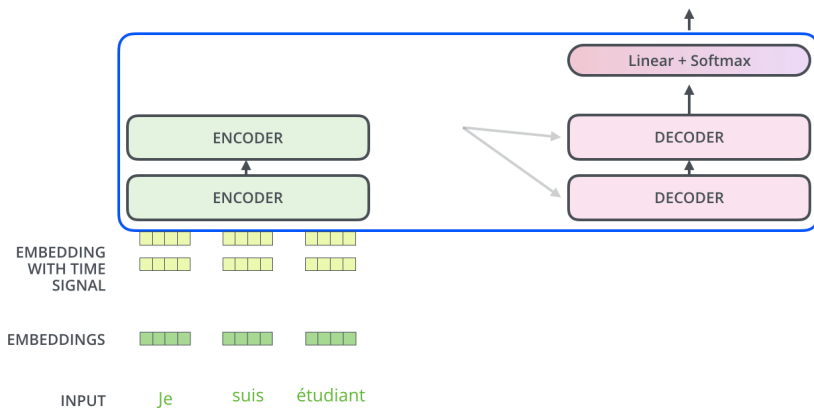 Linear + Softmax
ENCODER
DECODER
ENCODER
DECODER
EMBEDDING
WITH TIME
SIGNAL
EMBEDDINGS
INPUT Je suis étudiant